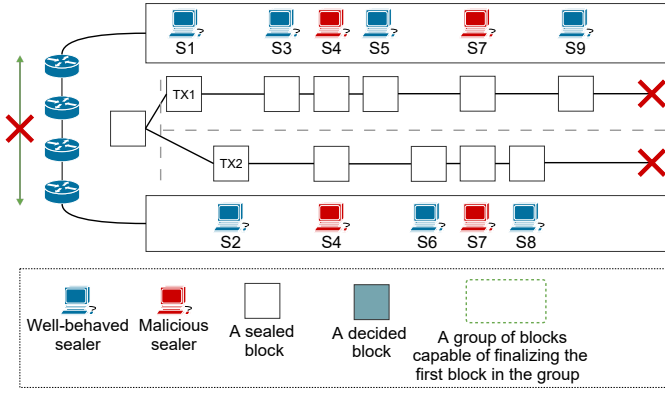 S1 S3 S4 S5 S7 S9
TX1
TX2
S2 S4 S6 S7 S8
Well-behaved
sealer
Malicious
sealer
A sealed
block
A decided
block
A group of blocks
capable of finalizing the
first block in the group